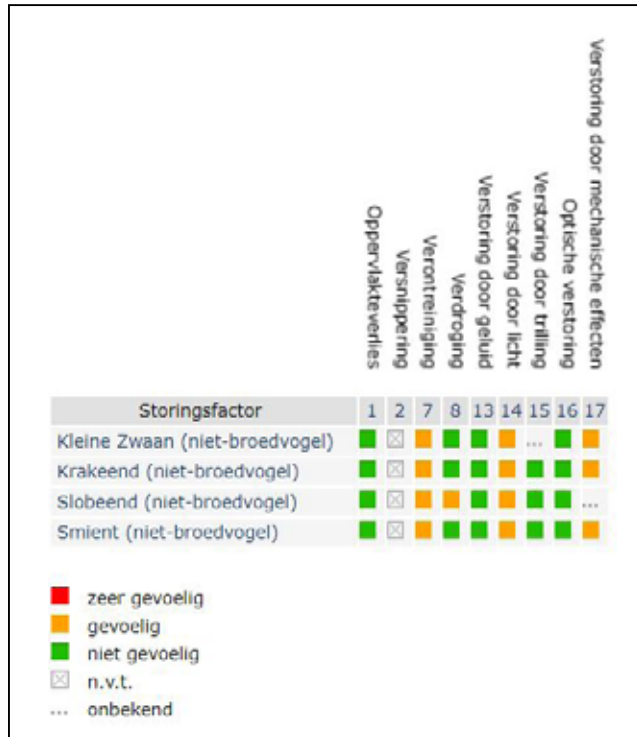 Oppervlakteverlies
Versnippering
Verontreiniging
Verdroging
Verstoring door geluid
Verstoring door licht
Verstoring door trilling
Optische verstoring
Verstoring door mechanische effecten
Storingsfactor 1 2 7 8 13 14 15 16 17
Kleine Zwaan (niet-broedvogel) ...
Krakeend (niet-broedvogel)
Slobeend (niet-broedvogel) ...
Smient (niet-broedvogel)
zeer gevoelig
gevoelig
niet gevoelig
n.v.t.
... onbekend